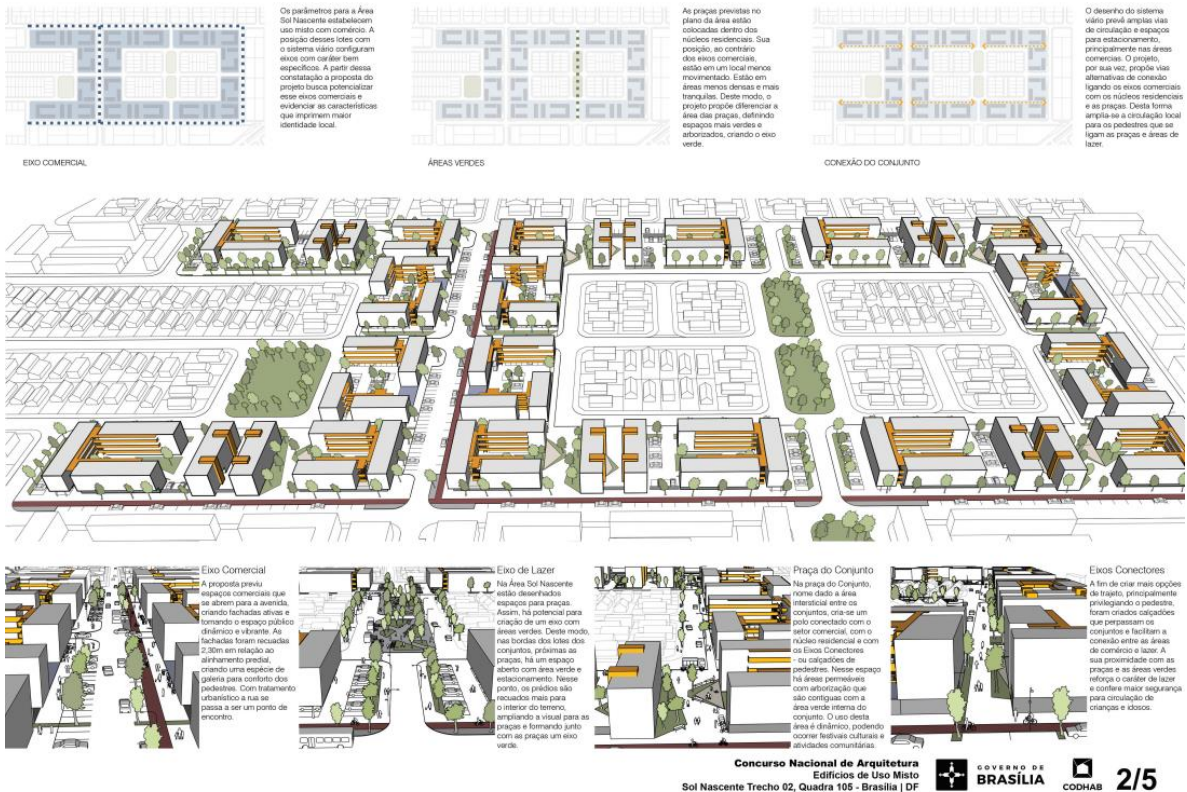 Os parâmetros para a Área
Sol Nascente estabelecem
uso misto com comércio. A
posição desses lotes com
o sistema viário configuram
eixos com caráter bem
específicos. A partir dessa
constatação a proposta do
projeto busca potencializar
esse eixos comerciais e
evidenciar as características
que imprimem maior
identidade local.
EIXO COMERCIAL
As praças previstas no
plano da área estão
colocadas dentro dos
núcleos residenciais. Sua
posição, ao contrário
dos eixos comerciais,
estão em um local menos
movimentado. Estão em
áreas menos densas e mais
tranquilas. Deste modo, o
projeto propõe diferenciar a
área das praças, definindo
espaços mais verdes e
arborizados, criando o eixo
verde.
ÁREAS VERDES
O desenho do sistema
viário prevê amplas vias
de circulação e espaços
para estacionamento,
principalmente nas áreas
comerciais. O projeto,
por sua vez, propõe vias
alternativas de conexão
ligando os eixos comerciais
com os núcleos residenciais
e as praças. Desta forma
amplia-se a circulação local
para os pedestres que se
ligam as praças e áreas de
lazer.
CONEXÃO DO CONJUNTO
Eixo Comercial
A proposta previu
espaços comerciais que
se abrem para a avenida,
criando fachadas ativas e
tornando o espaço público
dinâmico e vibrante. As
fachadas foram recuadas
2,30m em relação ao
alinhamento predial,
criando uma espécie de
galeria para conforto dos
pedestres. Com tratamento
urbanístico a rua se
passa a ser um ponto de
encontro.
Eixo de Lazer
Na Área Sol Nascente
estão desenhados
espaços para praças.
Assim, há potencial para
criação de um eixo com
áreas verdes. Deste modo,
nas bordas dos lotes dos
conjuntos, próximas as
praças, há um espaço
aberto com área verde e
estacionamento. Nesse
ponto, os prédios são
recuados mais para
o interior do terreno,
ampliando a visual para as
praças e formando junto
com as praças um eixo
verde.
Praça do Conjunto
Na praça do Conjunto,
nome dado a área
intersticial entre os
conjuntos, cria-se um
polo conectado com o
setor comercial, com o
núcleo residencial e com
os Eixos Conectores
- ou calçadões de
pedestres. Nesse espaço
há áreas permeáveis
com arborização que
são contiguas com a
área verde interna do
conjunto. O uso desta
área é dinâmico, podendo
ocorrer festivais culturais e
atividades comunitárias.
Eixos Conectores
A fim de criar mais opções
de trajeto, principalmente
privilegiando o pedestre,
foram criados calçadões
que perpassam os
conjuntos e facilitam a
conexão entre as áreas
de comércio e lazer. A
sua proximidade com as
praças e as áreas verdes
reforça o caráter de lazer
e confere maior segurança
para circulação de
crianças e idosos.
Concurso Nacional de Arquitetura
Edifícios de Uso Misto
Sol Nascente Trecho 02, Quadra 105 - Brasília | DF
GOVERNO DE
BRASÍLIA
CODHAB
2/5